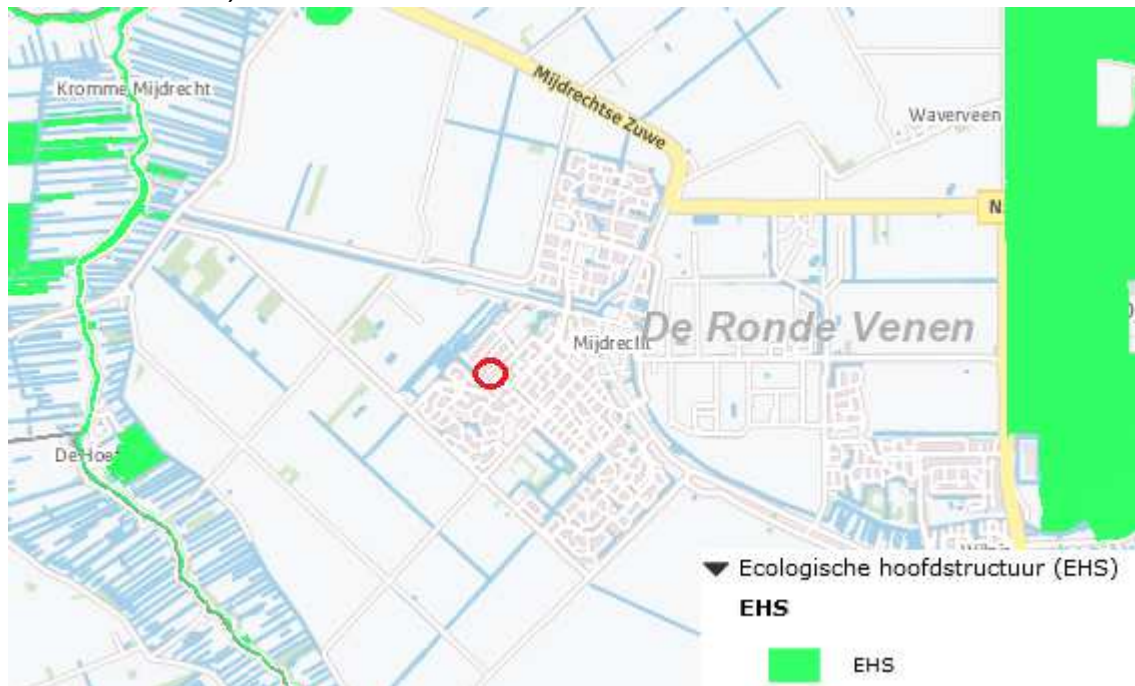 Kromme Mijdrecht
Mijdrechtse Zuwe
Waverveen
N
De Ronde Venen
Mijdrecht
De Hoef
Ecologische hoofdstructuur (EHS)
EHS
EHS